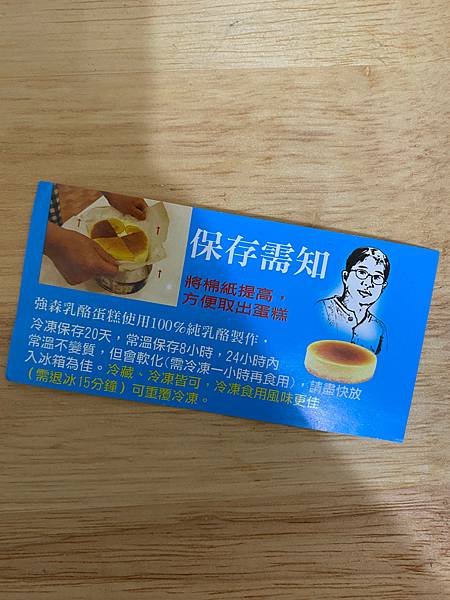 保存需知
將棉紙提高，
方便取出蛋糕
強森乳酪蛋糕使用100%純乳酪製作，
冷凍保存20天，常溫保存8小時，24小時內
常溫不變質，但會軟化(需冷凍一小時再食用)，請盡快放
入冰箱為佳。冷藏、冷凍皆可，冷凍食用風味更佳
(需退冰15分鐘）可重覆冷凍。